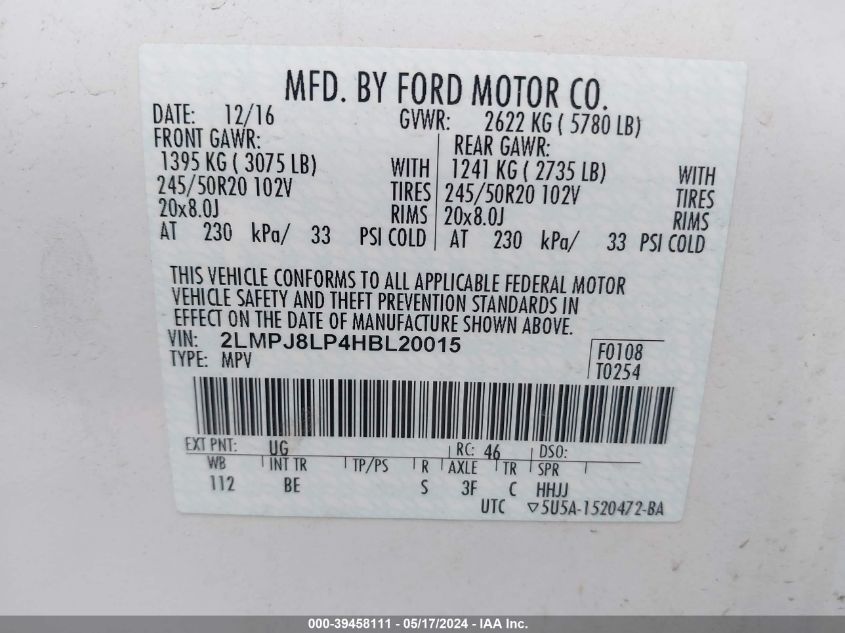 MFD. BY FORD MOTOR CO.
DATE: 12/16 GVWR: 2622 KG ( 5780 LB)
FRONT GAWR: REAR GAWR:
1395 KG ( 3075 LB) WITH 1241 KG ( 2735 LB) WITH
245/50R20 102V TIRES 245/50R20 102V TIRES
20x8.0J RIMS 20x8.0J RIMS
AT 230 kPa/ 33 PSI COLD AT 230 kPa/ 33 PSI COLD
THIS VEHICLE CONFORMS TO ALL APPLICABLE FEDERAL MOTOR
VEHICLE SAFETY AND THEFT PREVENTION STANDARDS IN
EFFECT ON THE DATE OF MANUFACTURE SHOWN ABOVE.
VIN: 2LMPJ8LP4HBL20015 F0108
TYPE: MPV T0254
EXT PNT: UG RC: 46 DSO:
WB INT TR TP/PS R AXLE TR SPR
112 BE S 3F C HHJJ
UTC ▽5U5A-1520472-BA
000-39458111 - 05/17/2024 - IAA, Inc.